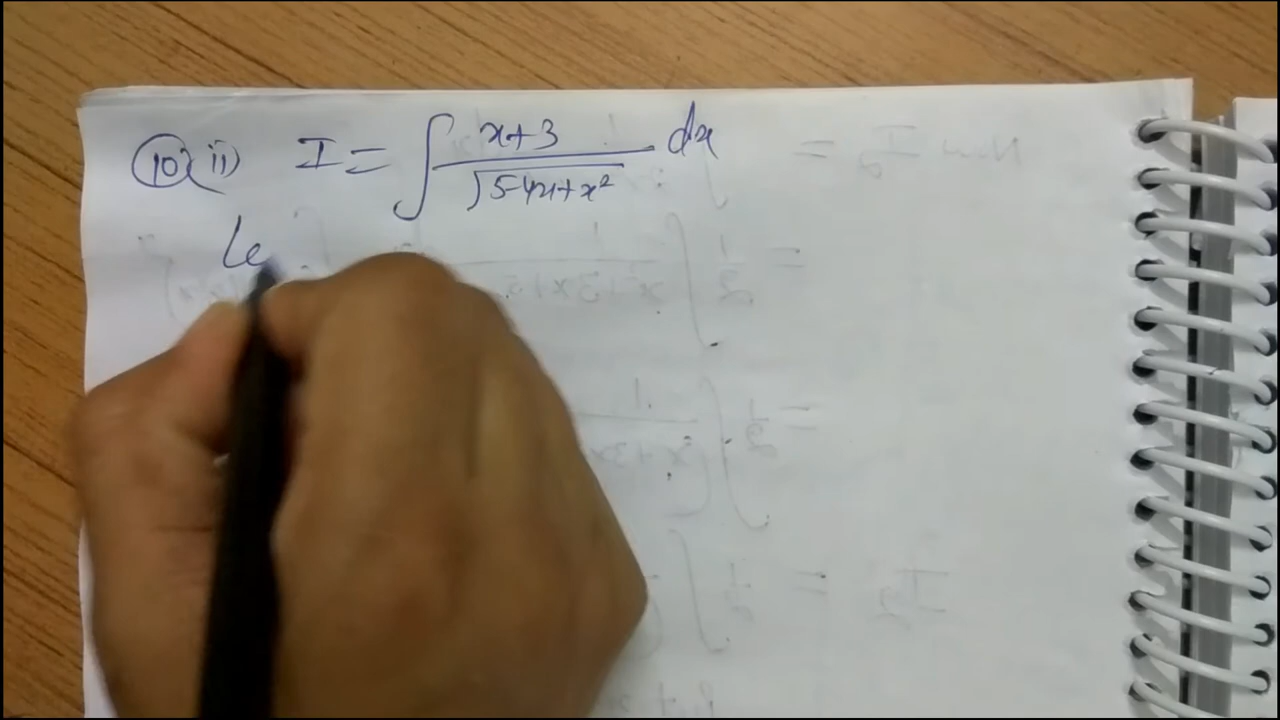 10 ii) I = ∫ x+3 / √5-4x+x² dx
Le